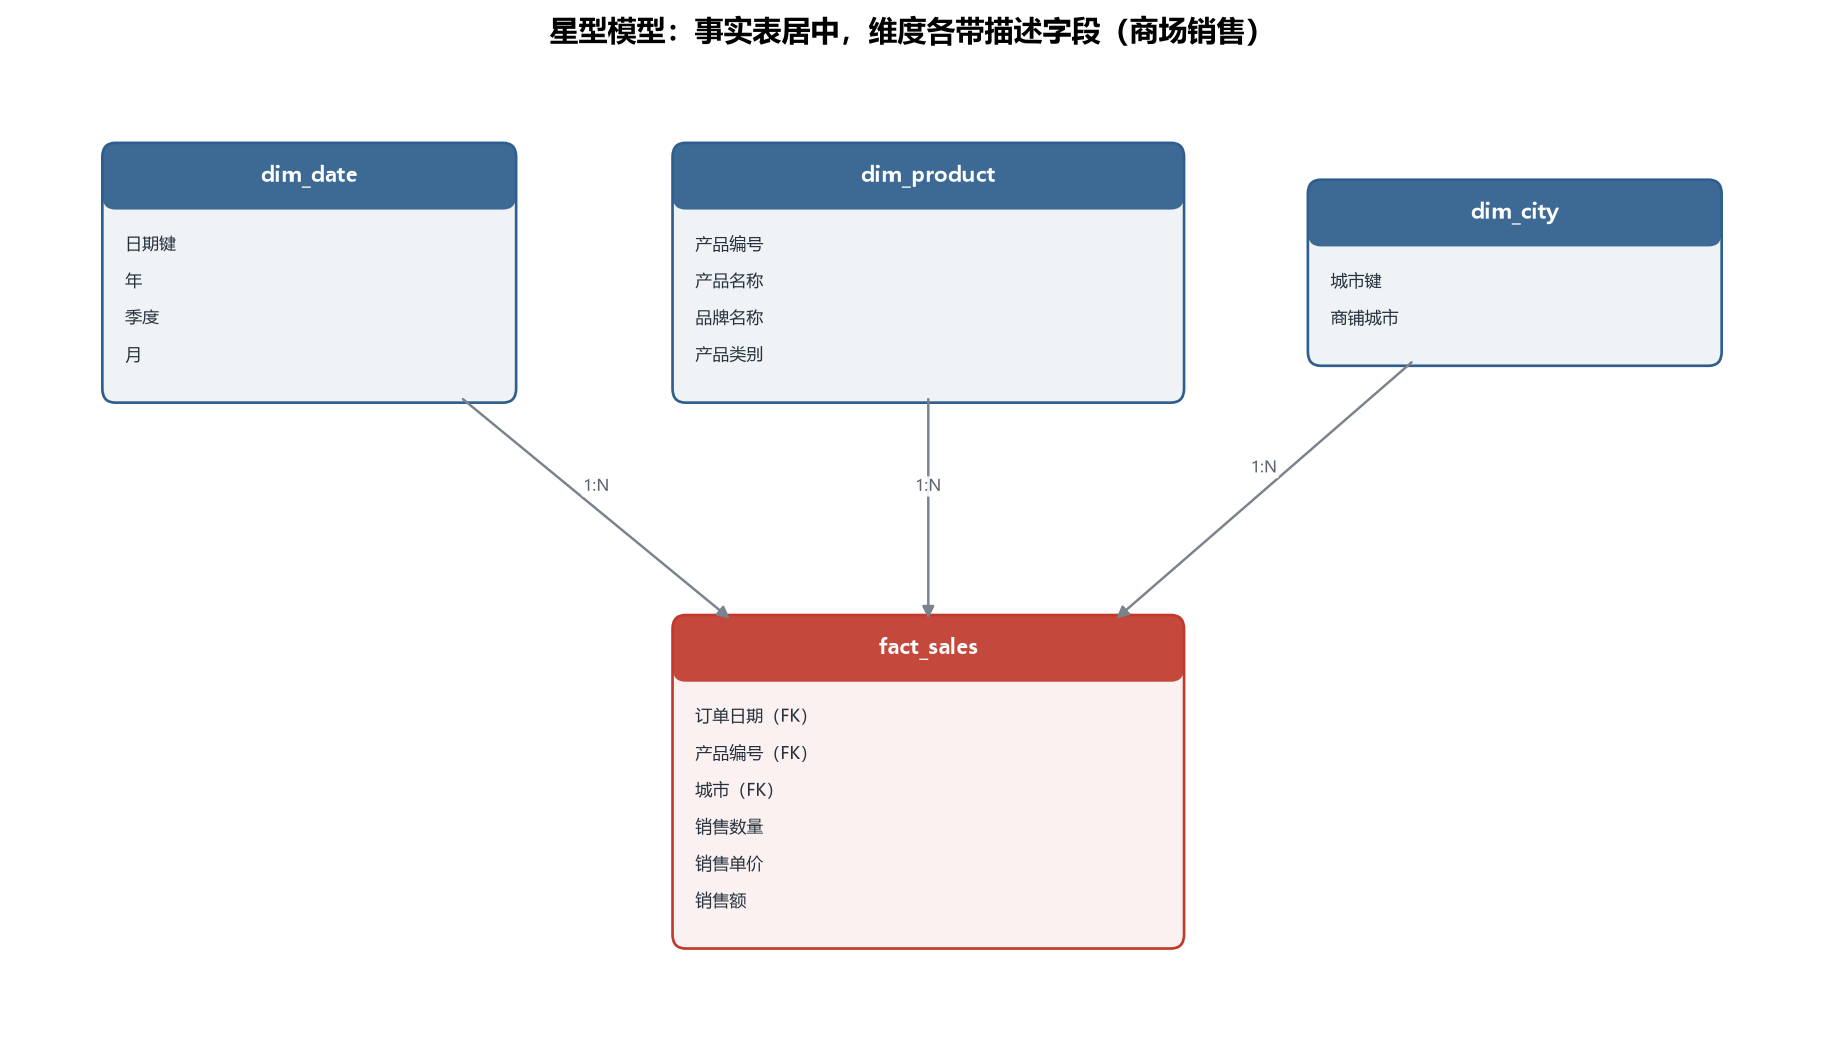 星型模型：事实表居中，维度各带描述字段（商场销售）
dim_date
日期键
年
季度
月
dim_product
产品编号
产品名称
品牌名称
产品类别
dim_city
城市键
商铺城市
1:N
1:N
1:N
fact_sales
订单日期（FK）
产品编号（FK）
城市（FK）
销售数量
销售单价
销售额